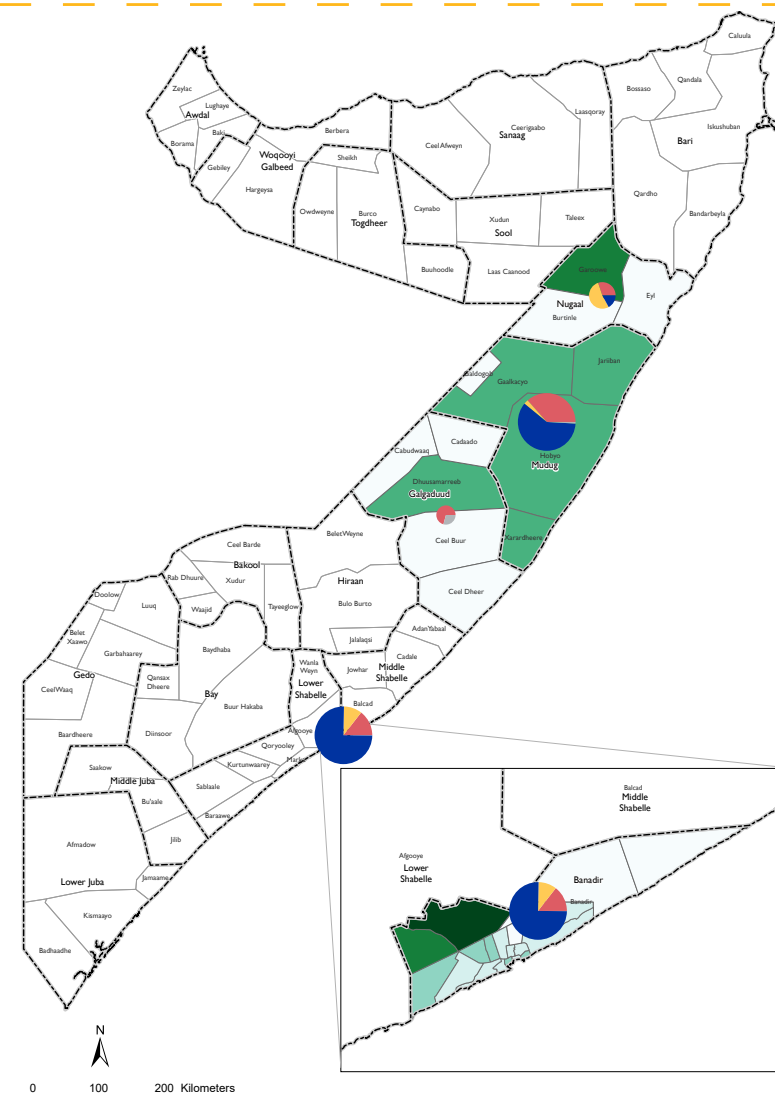 Caluula
Zeylac
Qandala
Bossaso
Lughaye
Awdal
Laasqoray
Iskushuban
Ceerigaabo
Sanaag
Berbera
Baki
Borama
Bari
Ceel Afweyn
Woqooyi
Galbeed
Sheikh
Gebiley
Hargeysa
Qardho
Caynabo
Owdweyne
Burco
Togdheer
Xudun
Taleex
Bandarbeyla
Sool
Buuhoodle
Laas Caanood
Garoowe
Eyl
Nugaal
Burtinle
Jariiban
Galdogob
Gaalkacyo
Cadaado
Cabudwaaq
Hobyo
Mudug
Dhuusamarreeb
Galgaduud
Belet Weyne
Xarardheere
Ceel Buur
Ceel Barde
Bakool
Rab Dhuure
Xudur
Hiraan
Ceel Dheer
Doolow
Luuq
Waajid
Tayeeglow
Bulo Burto
Adan Yabaal
Belet
Xaawo
Jalalaqsi
Garbahaarey
Baydhaba
Cadale
Wanla
Weyn
Jowhar
Middle
Shabelle
Gedo
Qansax
Dheere
Lower
Shabelle
Ceel Waaq
Bay
Buur Hakaba
Balcad
Baardheere
Diinsoor
Afgooye
Qoryooley
Marka
Saakow
Kurtunwaarey
Middle Juba
Sablaale
Bu'aale
Baraawe
Jilib
Afmadow
Jamaame
Lower Juba
Kismaayo
Badhaadhe
Balcad
Middle
Shabelle
Afgooye
Lower
Shabelle
Banadir
Banadir
N
0 100 200 Kilometers